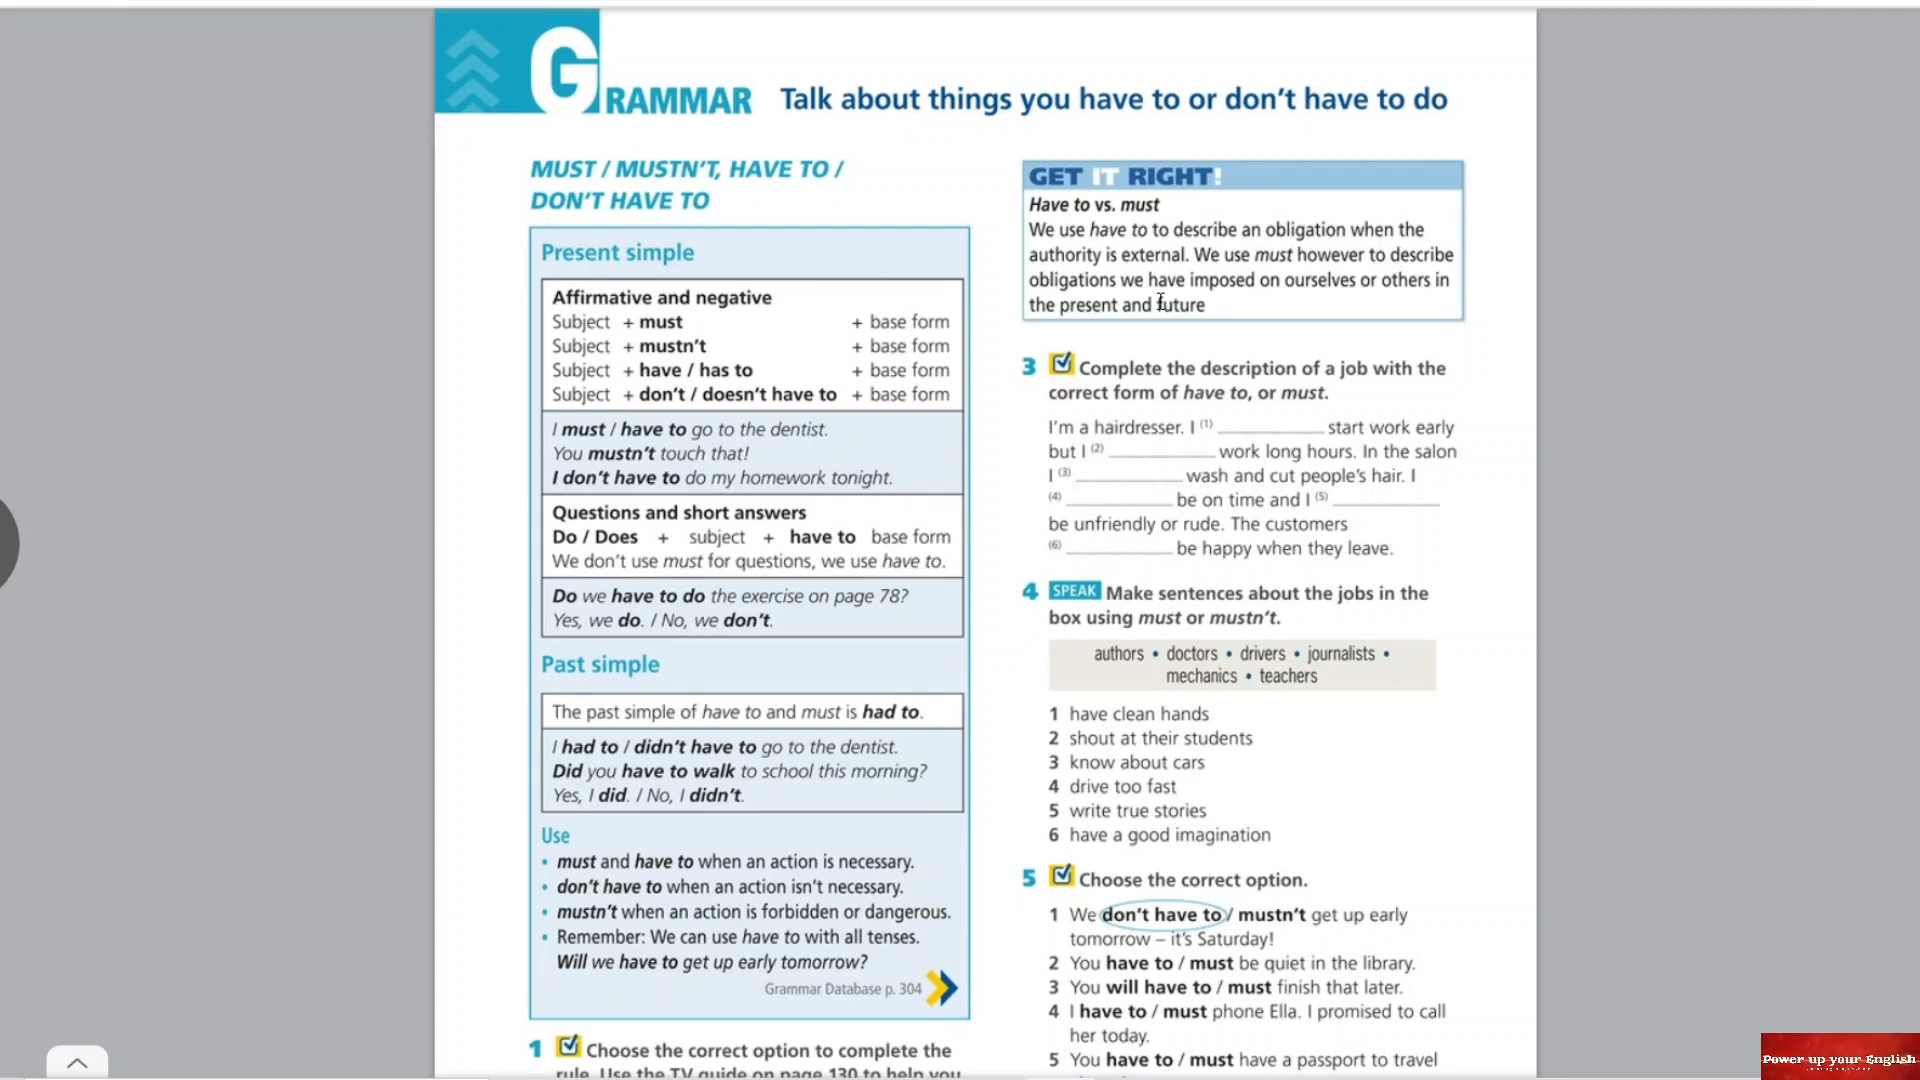 GRAMMAR Talk about things you have to or don't have to do
MUST / MUSTN'T, HAVE TO /
DON'T HAVE TO
Present simple
Affirmative and negative
Subject + must + base form
Subject + mustn't + base form
Subject + have / has to + base form
Subject + don't / doesn't have to + base form
I must / have to go to the dentist.
You mustn't touch that!
I don't have to do my homework tonight.
Questions and short answers
Do / Does + subject + have to base form
We don't use must for questions, we use have to.
Do we have to do the exercise on page 78?
Yes, we do. / No, we don't.
Past simple
The past simple of have to and must is had to.
I had to / didn't have to go to the dentist.
Did you have to walk to school this morning?
Yes, I did. / No, I didn't.
Use
• must and have to when an action is necessary.
• don't have to when an action isn't necessary.
• mustn't when an action is forbidden or dangerous.
• Remember: We can use have to with all tenses.
Will we have to get up early tomorrow?
Grammar Database p. 304
1 Choose the correct option to complete the
rule. Use the TV guide on page 130 to help you
GET IT RIGHT!
Have to vs. must
We use have to to describe an obligation when the
authority is external. We use must however to describe
obligations we have imposed on ourselves or others in
the present and future
3 Complete the description of a job with the
correct form of have to, or must.
I'm a hairdresser. I (1) ____________ start work early
but I (2) ____________ work long hours. In the salon
I (3) ____________ wash and cut people's hair. I
(4) ____________ be on time and I (5) ____________
be unfriendly or rude. The customers
(6) ____________ be happy when they leave.
4 SPEAK Make sentences about the jobs in the
box using must or mustn't.
authors • doctors • drivers • journalists •
mechanics • teachers
1 have clean hands
2 shout at their students
3 know about cars
4 drive too fast
5 write true stories
6 have a good imagination
5 Choose the correct option.
1 We don't have to / mustn't get up early
tomorrow – it's Saturday!
2 You have to / must be quiet in the library.
3 You will have to / must finish that later.
4 I have to / must phone Ella. I promised to call
her today.
5 You have to / must have a passport to travel
Power up your English